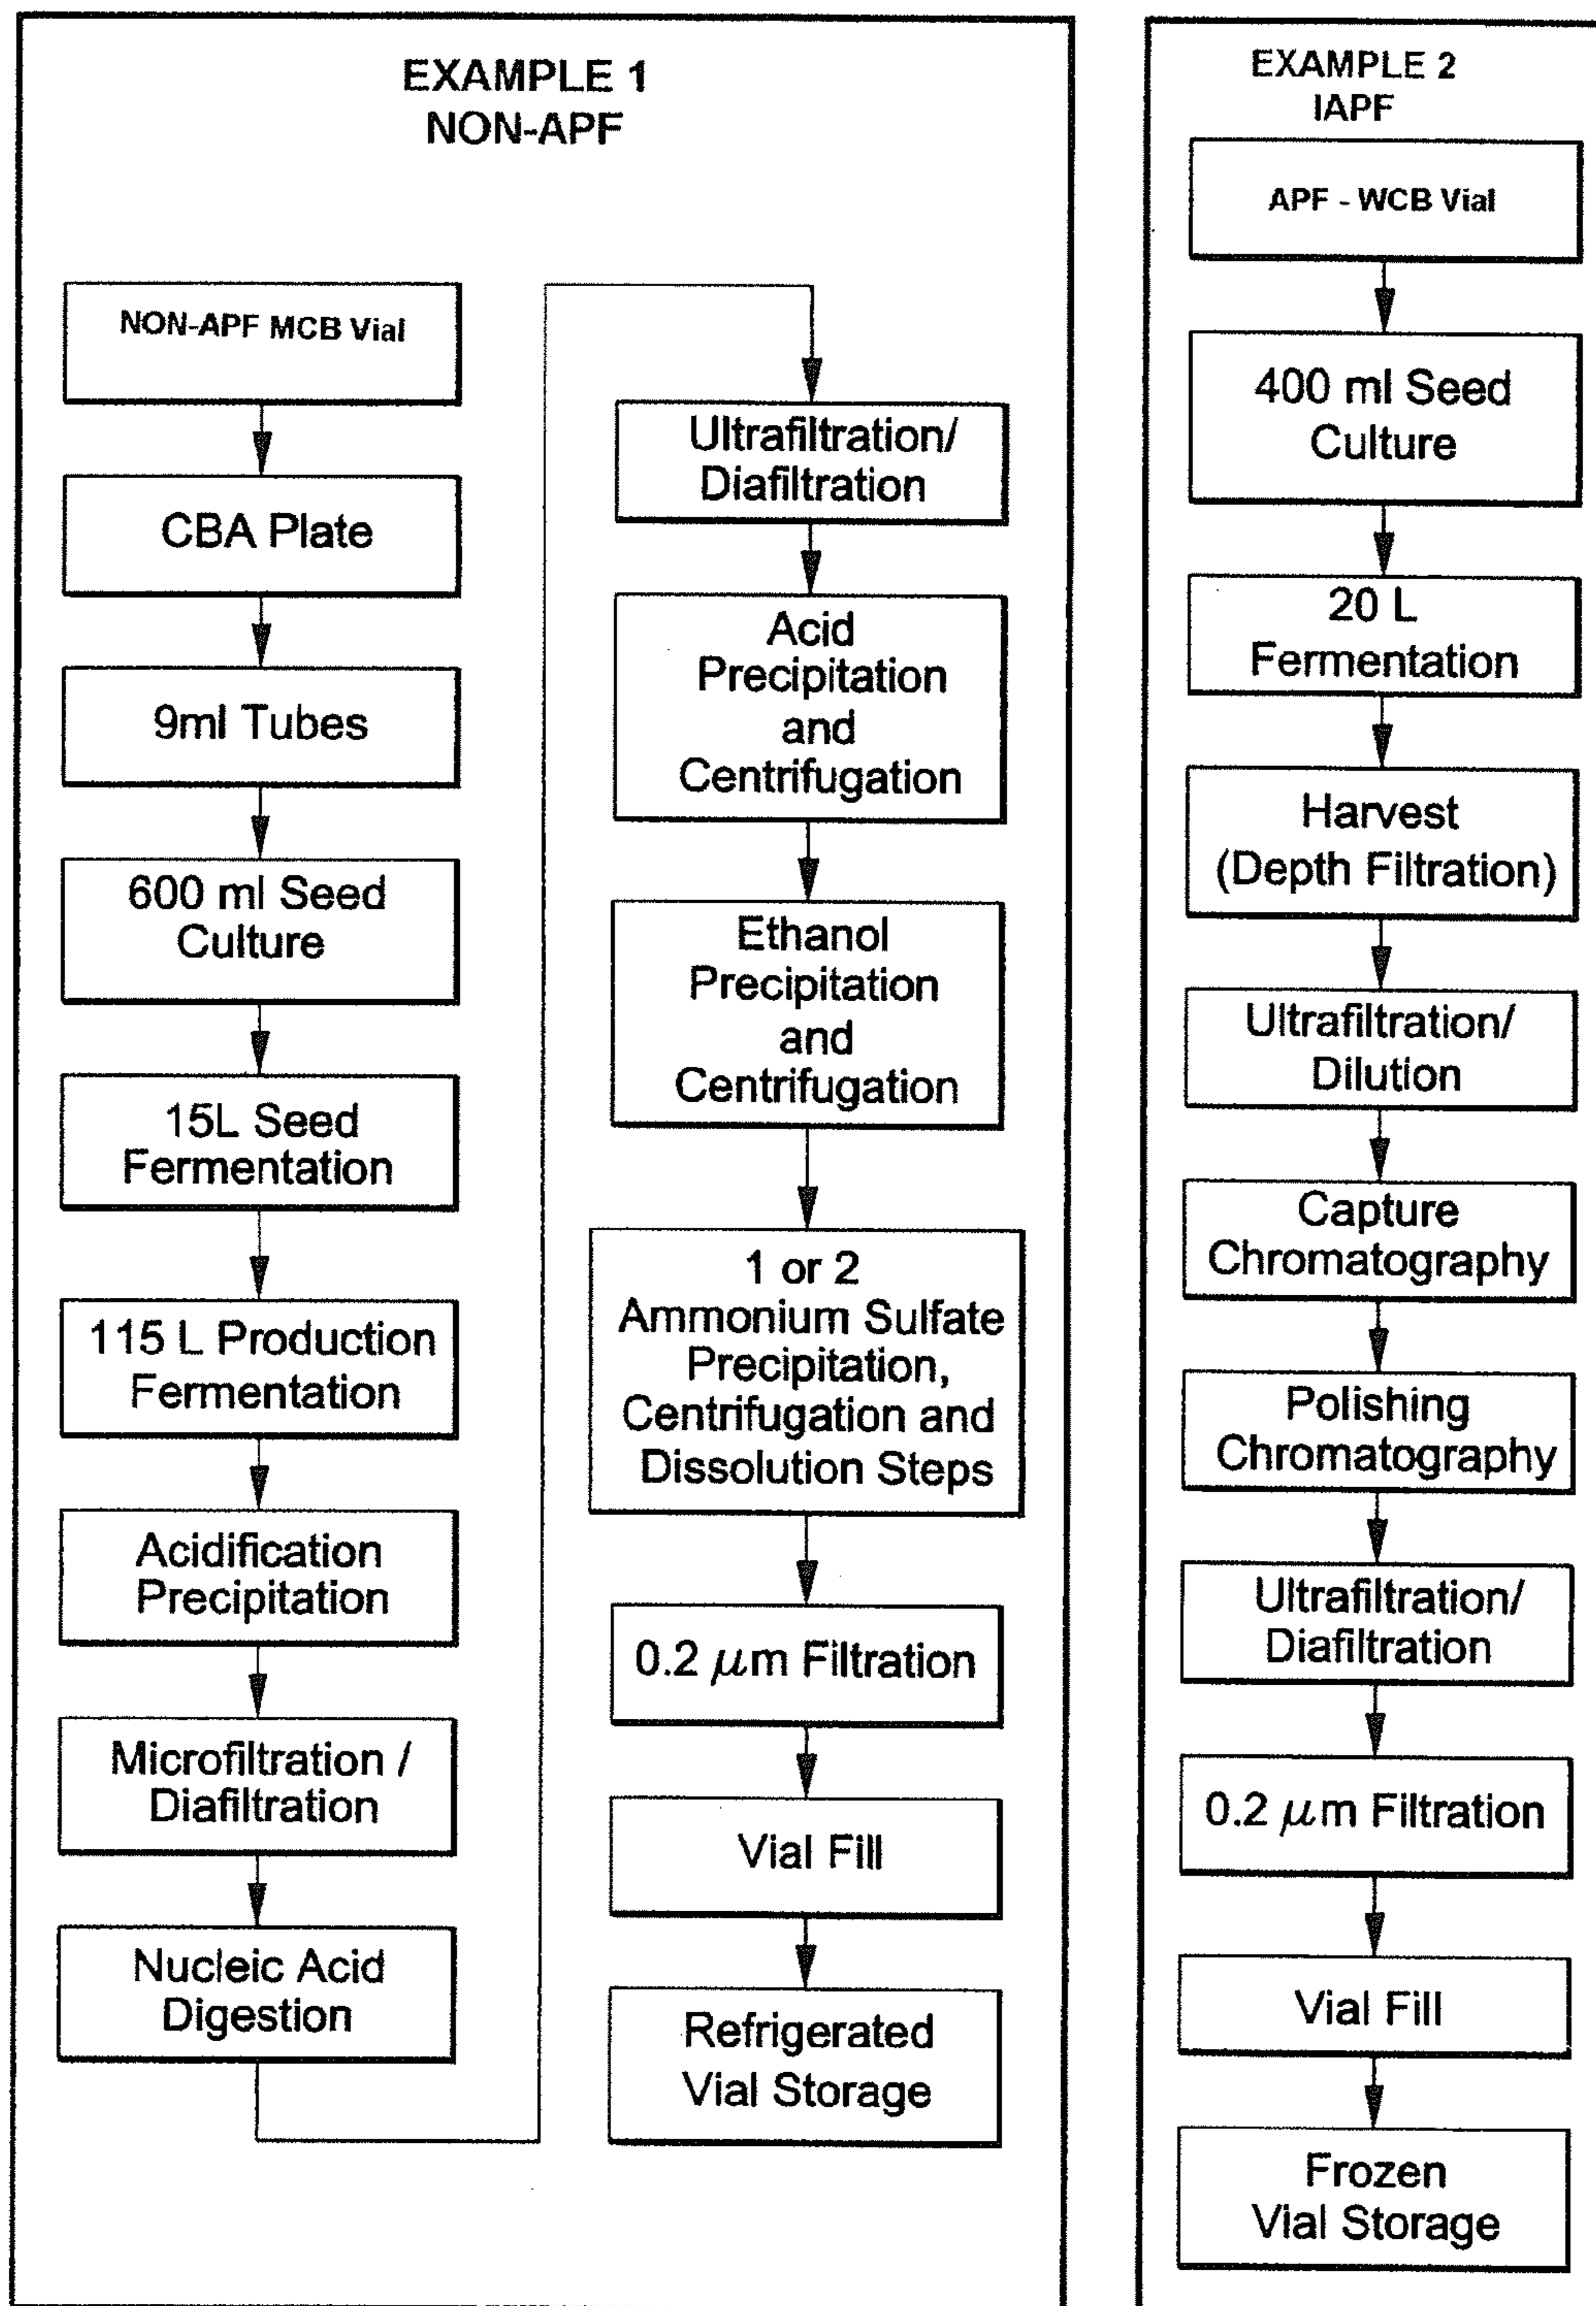 EXAMPLE 1
NON-APF
NON-APF MCB Vial
CBA Plate
9ml Tubes
600 ml Seed
Culture
15L Seed
Fermentation
115 L Production
Fermentation
Acidification
Precipitation
Microfiltration /
Diafiltration
Nucleic Acid
Digestion
Ultrafiltration/
Diafiltration
Acid
Precipitation
and
Centrifugation
Ethanol
Precipitation
and
Centrifugation
1 or 2
Ammonium Sulfate
Precipitation,
Centrifugation and
Dissolution Steps
0.2 μm Filtration
Vial Fill
Refrigerated
Vial Storage
EXAMPLE 2
IAPF
APF - WCB Vial
400 ml Seed
Culture
20 L
Fermentation
Harvest
(Depth Filtration)
Ultrafiltration/
Dilution
Capture
Chromatography
Polishing
Chromatography
Ultrafiltration/
Diafiltration
0.2 μm Filtration
Vial Fill
Frozen
Vial Storage